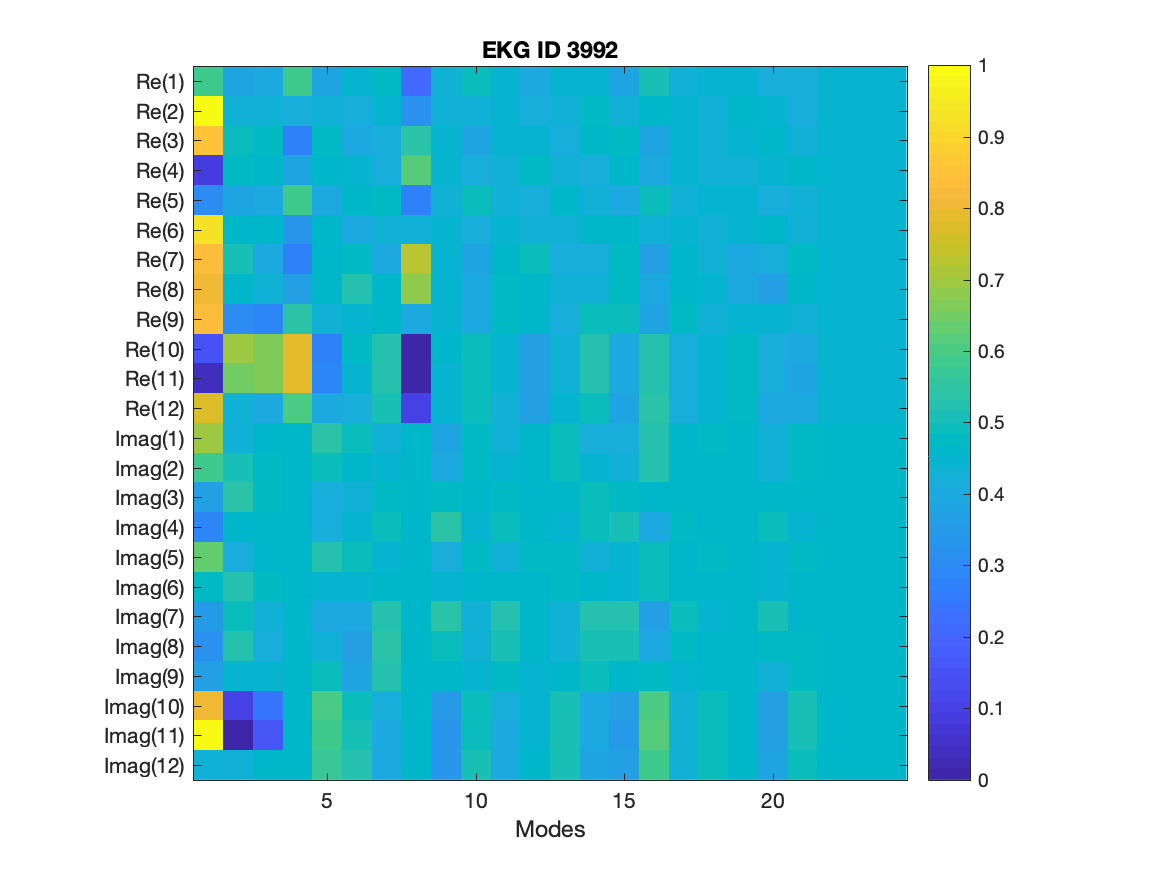 EKG ID 3992
Re(1)
Re(2)
Re(3)
Re(4)
Re(5)
Re(6)
Re(7)
Re(8)
Re(9)
Re(10)
Re(11)
Re(12)
Imag(1)
Imag(2)
Imag(3)
Imag(4)
Imag(5)
Imag(6)
Imag(7)
Imag(8)
Imag(9)
Imag(10)
Imag(11)
Imag(12)
5 10 15 20
Modes
1
0.9
0.8
0.7
0.6
0.5
0.4
0.3
0.2
0.1
0